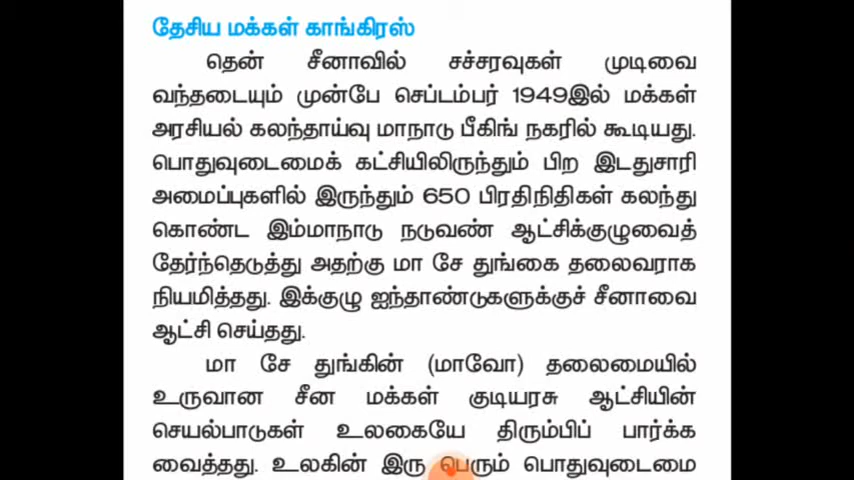 தேசிய மக்கள் காங்கிரஸ்
தென் சீனாவில் சச்சரவுகள் முடிவை
வந்தடையும் முன்பே செப்டம்பர் 1949இல் மக்கள்
அரசியல் கலந்தாய்வு மாநாடு பீகிங் நகரில் கூடியது.
பொதுவுடைமைக் கட்சியிலிருந்தும் பிற இடதுசாரி
அமைப்புகளில் இருந்தும் 650 பிரதிநிதிகள் கலந்து
கொண்ட இம்மாநாடு நடுவண் ஆட்சிக்குழுவைத்
தேர்ந்தெடுத்து அதற்கு மா சே துங்கை தலைவராக
நியமித்தது. இக்குழு ஐந்தாண்டுகளுக்குச் சீனாவை
ஆட்சி செய்தது.
மா சே துங்கின் (மாவோ) தலைமையில்
உருவான சீன மக்கள் குடியரசு ஆட்சியின்
செயல்பாடுகள் உலகையே திரும்பிப் பார்க்க
வைத்தது. உலகின் இரு பெரும் பொதுவுடைமை